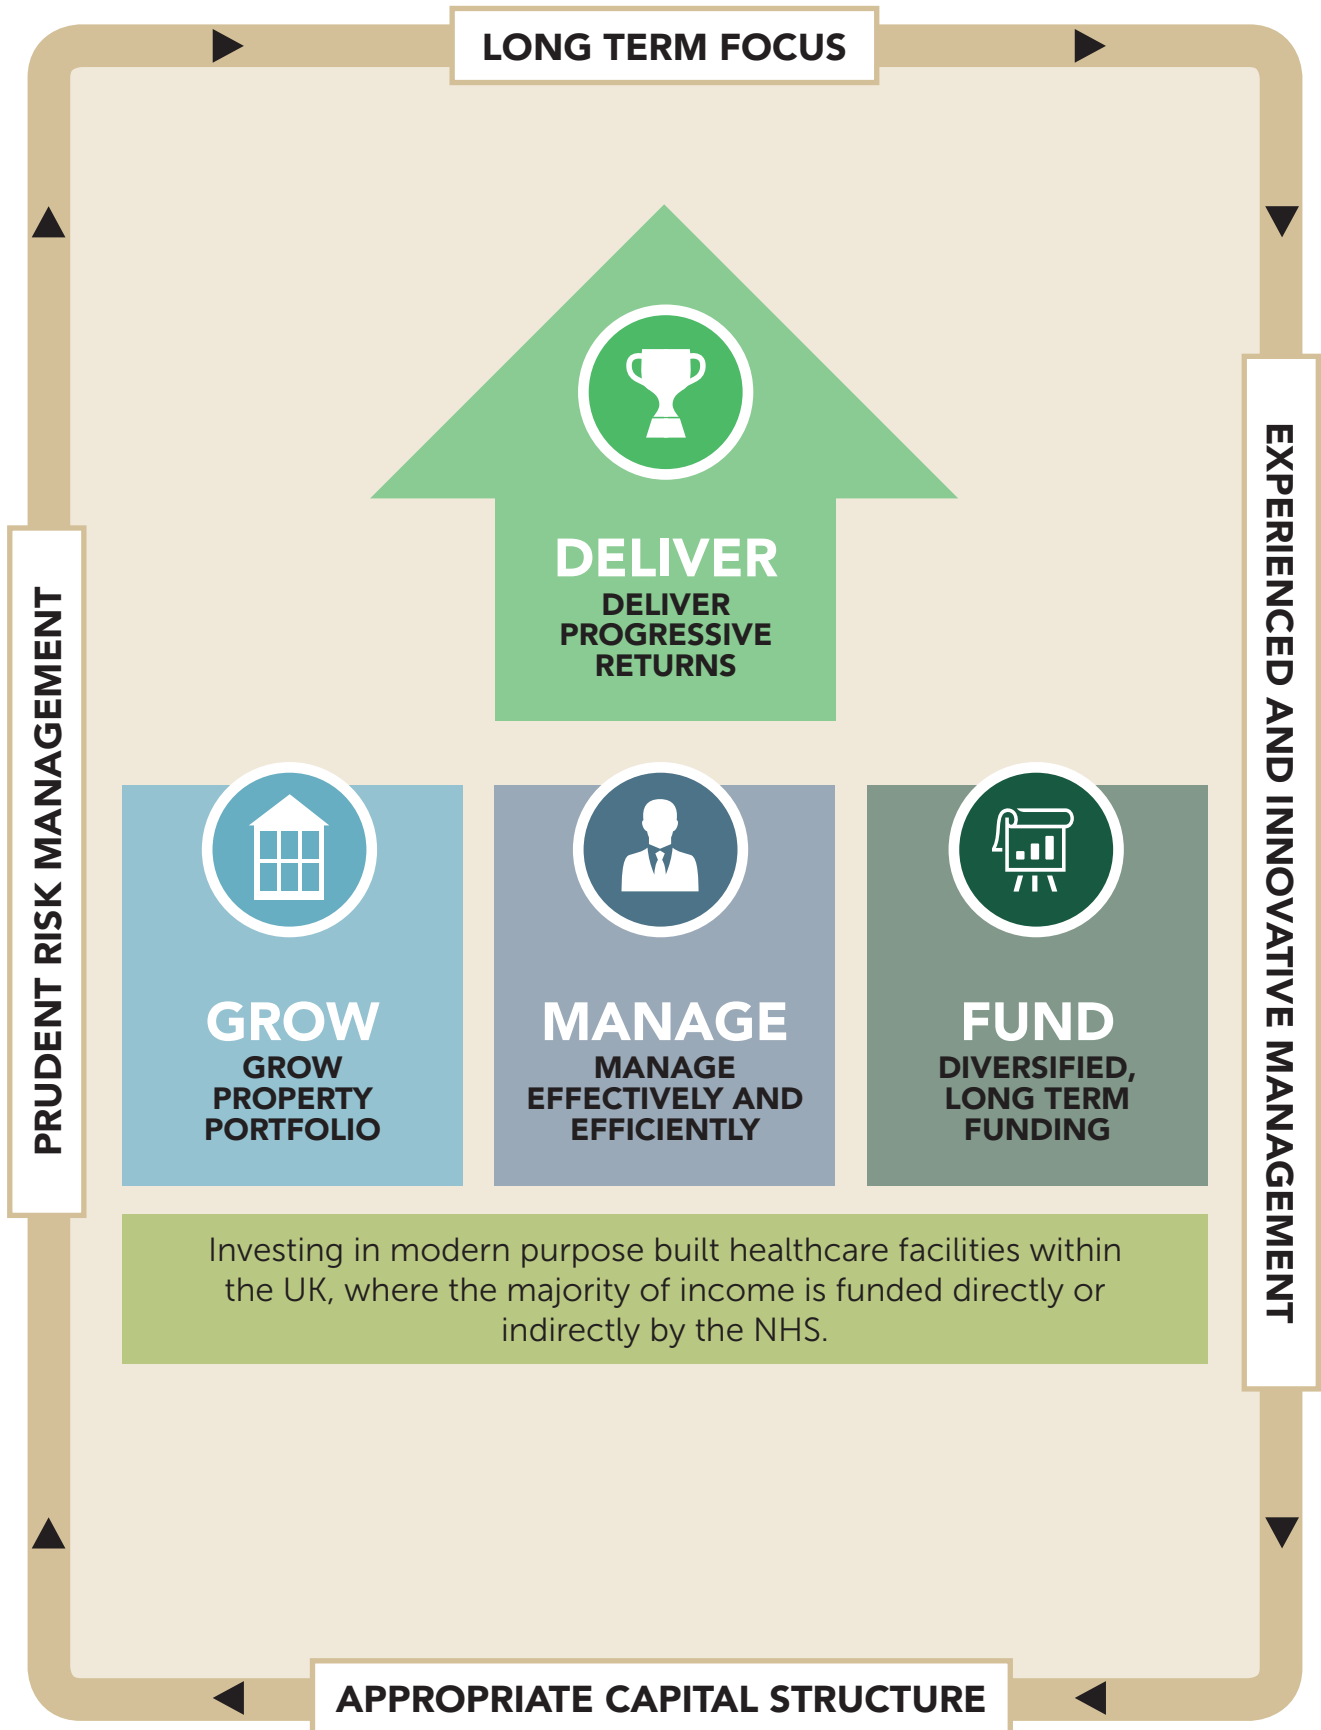 LONG TERM FOCUS
DELIVER
DELIVER
PROGRESSIVE
RETURNS
PRUDENT RISK MANAGEMENT
EXPERIENCED AND INNOVATIVE MANAGEMENT
GROW
GROW
PROPERTY
PORTFOLIO
MANAGE
MANAGE
EFFECTIVELY AND
EFFICIENTLY
FUND
DIVERSIFIED,
LONG TERM
FUNDING
Investing in modern purpose built healthcare facilities within
the UK, where the majority of income is funded directly or
indirectly by the NHS.
APPROPRIATE CAPITAL STRUCTURE